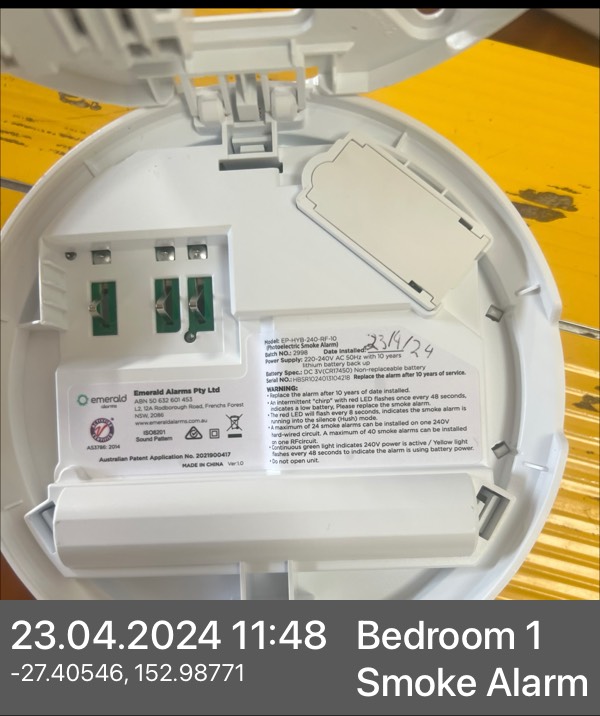 Model: EP-HYB-240-RF-10
(Photoelectric Smoke Alarm)
Batch NO.: 2998 Date Installed: 23/4/24
Power Supply: 220-240V AC 50Hz with 10 years
lithium battery back up
Battery Spec.: DC 3V(CR17450) Non-replaceable battery
Serial NO.: HBSR1024013104218 Replace the alarm after 10 years of service.
WARNING:
• Replace the alarm after 10 years of date installed.
• An intermittent "chirp" with red LED flashes once every 48 seconds,
indicates a low battery. Please replace the smoke alarm.
• The red LED will flash every 8 seconds, indicates the smoke alarm is
running into the silence (Hush) mode.
• A maximum of 24 smoke alarms can be installed on one 240V
hard-wired circuit. A maximum of 40 smoke alarms can be installed
in one RFcircuit.
• Continuous green light indicates 240V power is active / Yellow light
flashes every 48 seconds to indicate the alarm is using battery power.
• Do not open unit.
emerald
alarms
Emerald Alarms Pty Ltd
ABN 50 632 601 453
L2, 12A Rodborough Road, Frenchs Forest
NSW, 2086
www.emeraldalarms.com.au
AS3786: 2014
ISO8201
Sound Pattern
Australian Patent Application No. 2021900417
MADE IN CHINA Ver1.0
23.04.2024 11:48
-27.40546, 152.98771
Bedroom 1
Smoke Alarm